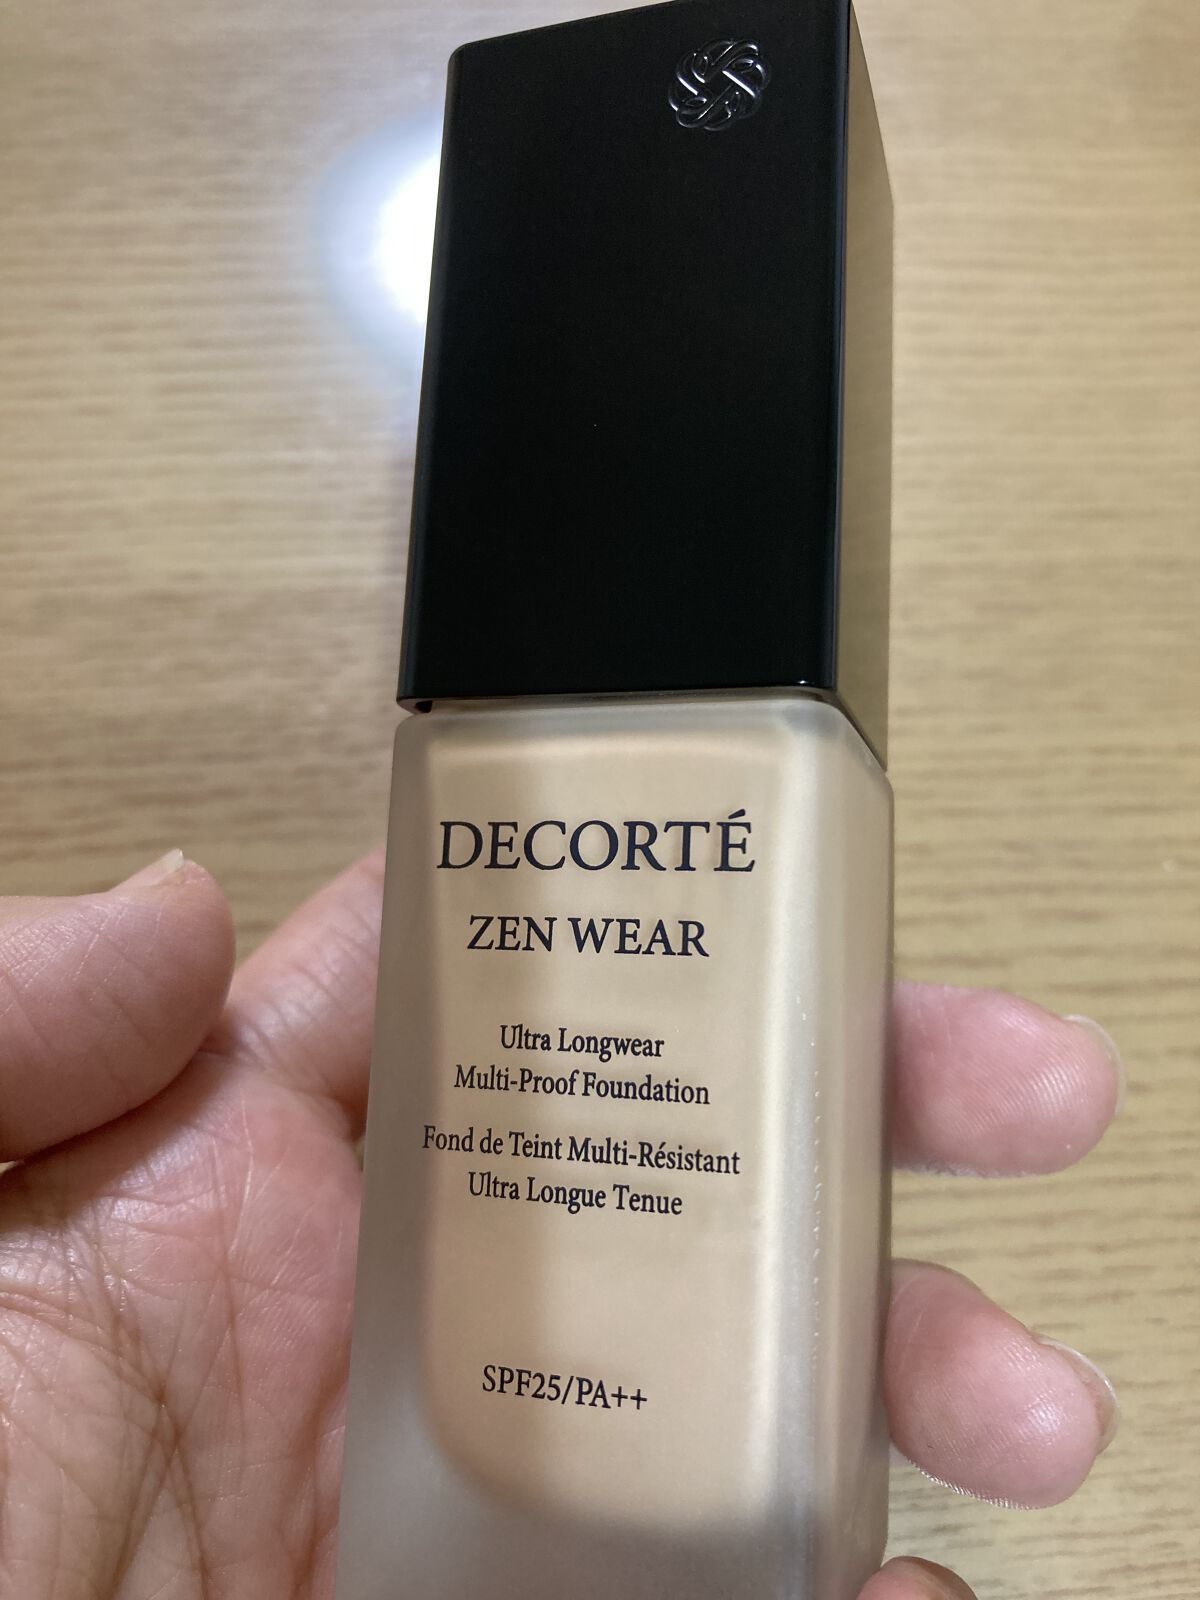 DECORTÉ
ZEN WEAR
Ultra Longwear
Multi-Proof Foundation
Fond de Teint Multi-Résistant
Ultra Longue Tenue
SPF25/PA++